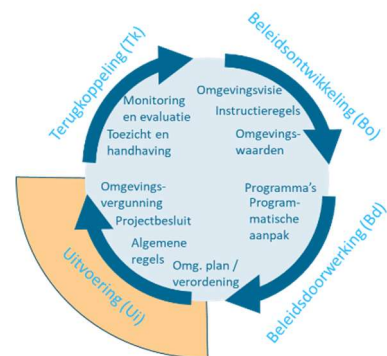 Terugkoppeling (Tk)
Beleidsontwikkeling (Bo)
Omgevingsvisie
Instructieregels
Omgevings-
waarden
Monitoring
en evaluatie
Toezicht en
handhaving
Programma's
Program-
matische
aanpak
Omgevings-
vergunning
Projectbesluit
Algemene
regels
Omg. plan /
verordening
Uitvoering (Ui)
Beleidsdoorwerking (Bd)